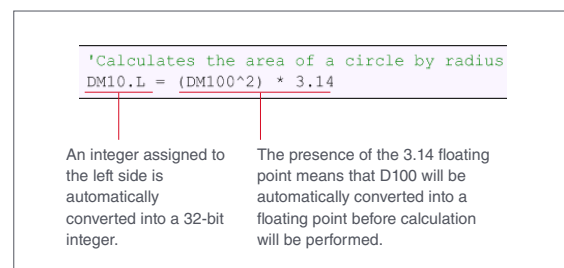 'Calculates the area of a circle by radius
DM10.L = (DM100^2) * 3.14
An integer assigned to
the left side is
automatically
converted into a 32-bit
integer.
The presence of the 3.14 floating
point means that D100 will be
automatically converted into a
floating point before calculation
will be performed.